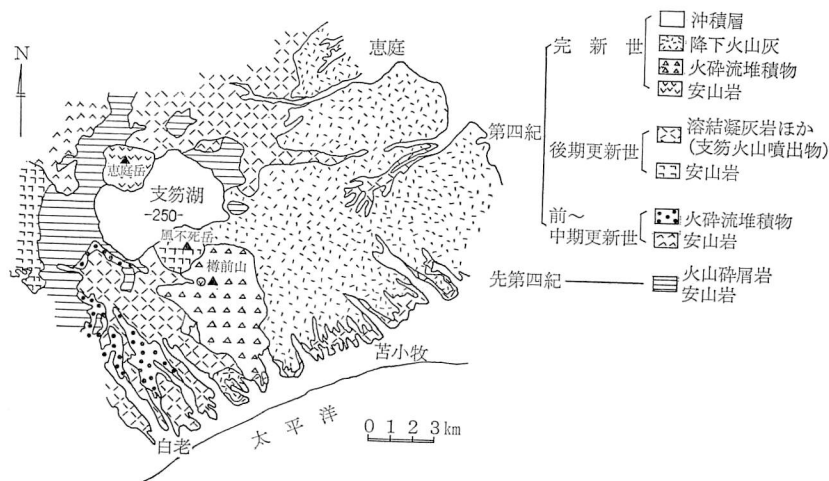 N
恵庭
恵庭岳
支笏湖
-250-
風不死岳
樽前山
苫小牧
白老
太平洋
0 1 2 3 km
第四紀
完新世
沖積層
降下火山灰
火砕流堆積物
安山岩
後期更新世
溶結凝灰岩ほか
(支笏火山噴出物)
安山岩
前～
中期更新世
火砕流堆積物
安山岩
先第四紀
火山砕屑岩
安山岩